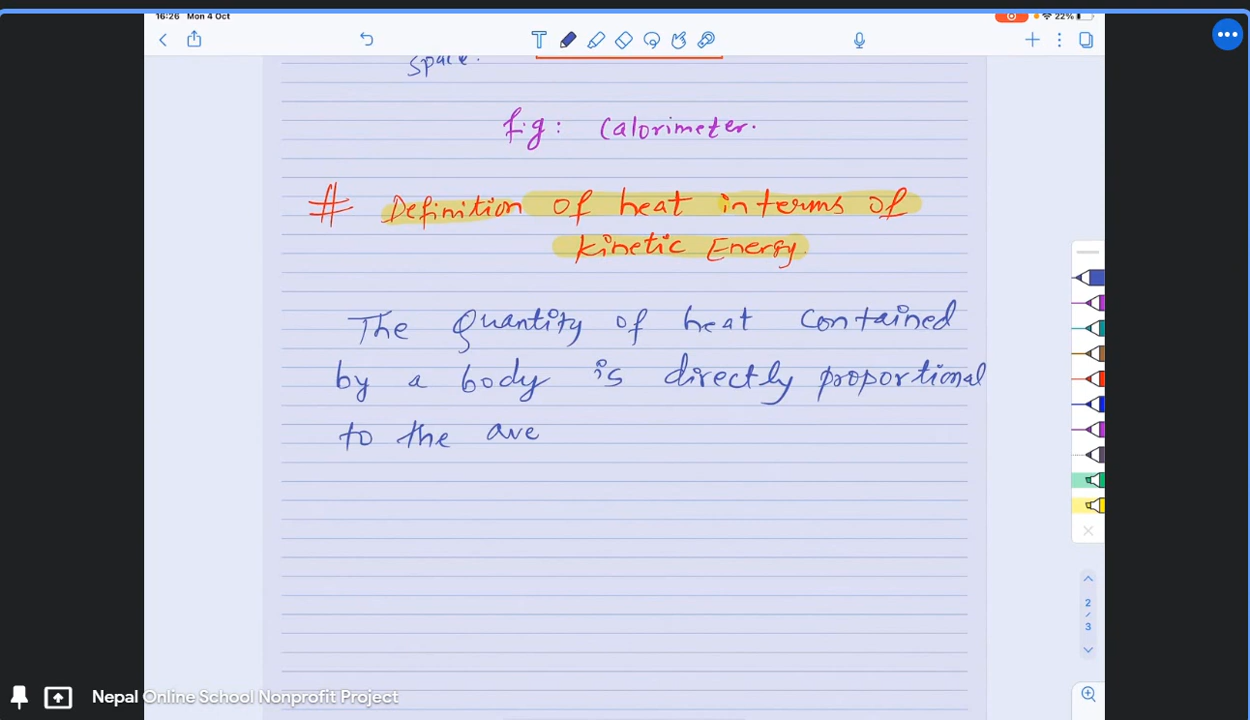 16:26 Mon 4 Oct
22%
space.
fig: Calorimeter.
# Definition of heat in terms of
kinetic Energy.
The Quantity of heat contained
by a body is directly proportional
to the ave
2
3
Nepal Online School Nonprofit Project